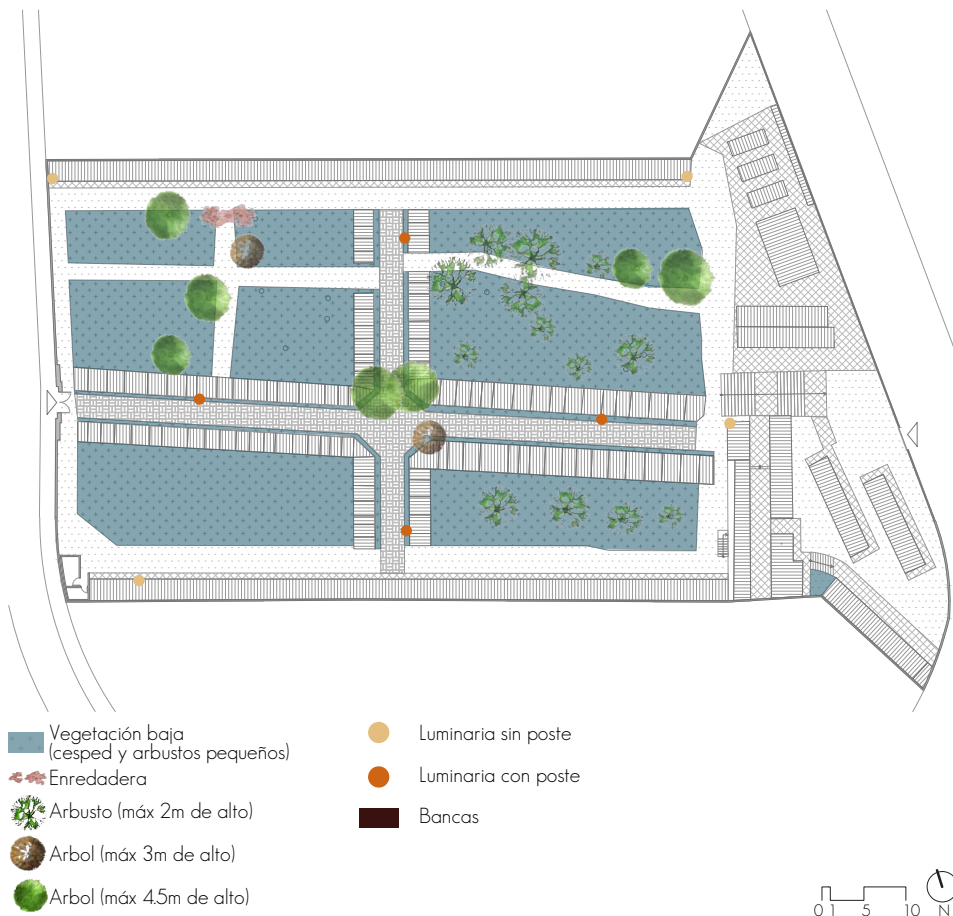 Vegetación baja
(cesped y arbustos pequeños)
Enredadera
Arbusto (máx 2m de alto)
Arbol (máx 3m de alto)
Arbol (máx 4.5m de alto)
Luminaria sin poste
Luminaria con poste
Bancas
0 1 5 10 N